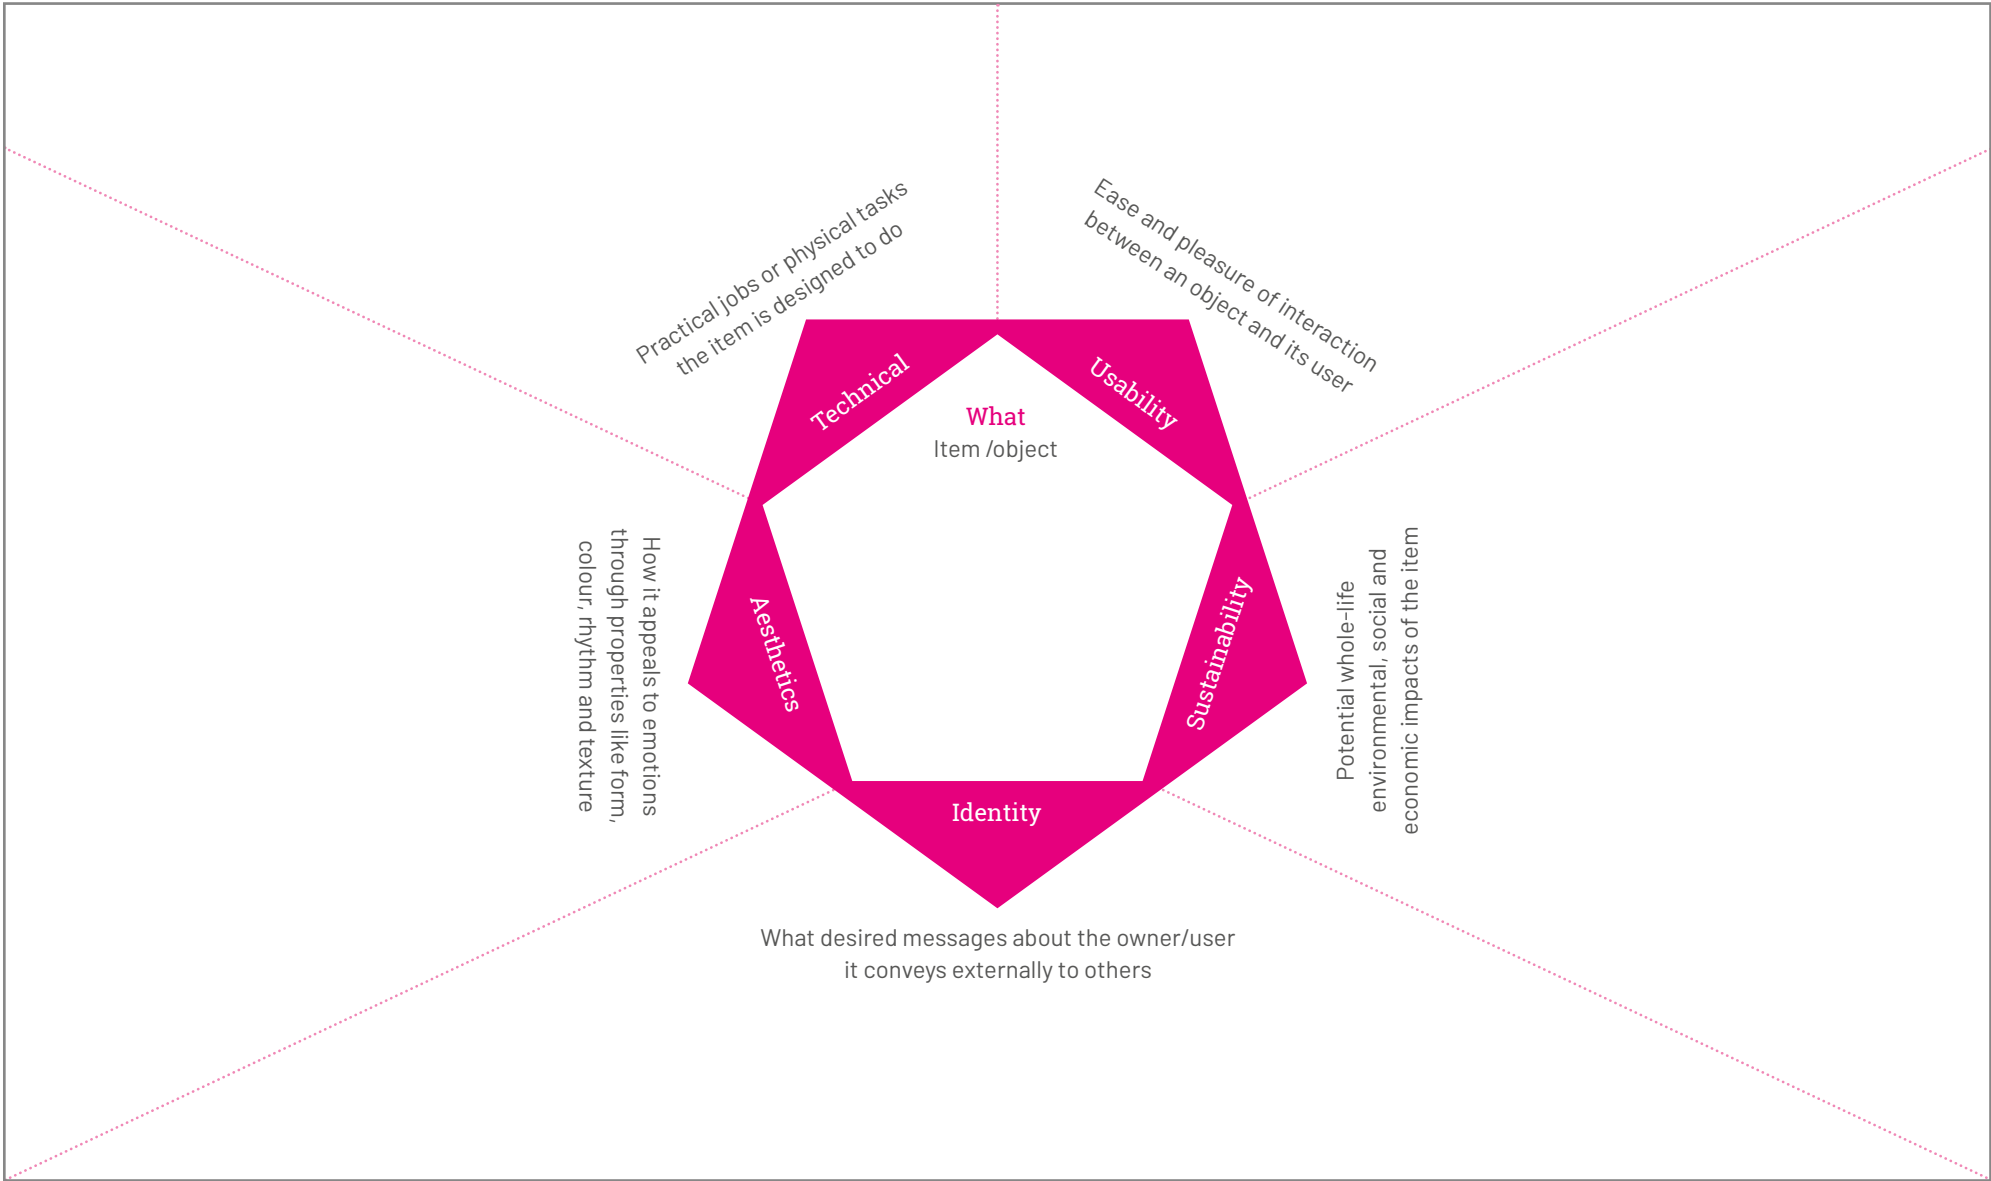 Practical jobs or physical tasks
the item is designed to do
Ease and pleasure of interaction
between an object and its user
Technical
Usability
What
Item /object
How it appeals to emotions
through properties like form,
colour, rhythm and texture
Aesthetics
Sustainability
Potential whole-life
environmental, social and
economic impacts of the item
Identity
What desired messages about the owner/user
it conveys externally to others